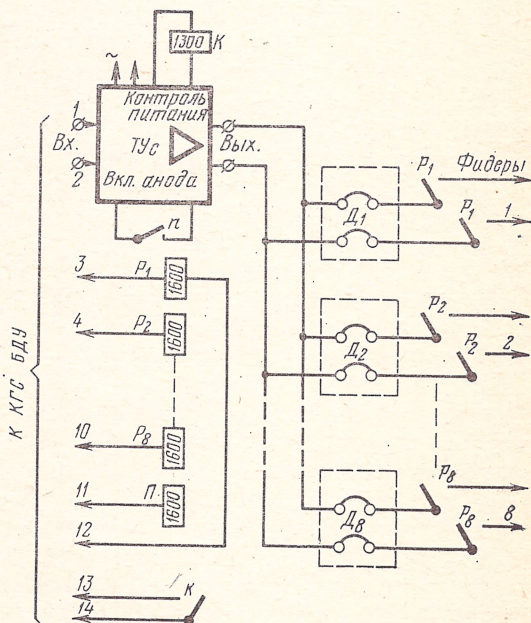 1300 К
~
Контроль
питания
1
Вх.
ТУс
Вых.
2
Вкл. анода
п
Р1
Фидеры
Д1
Р1
1
3
Р1
1600
4
Р2
1600
Р2
Д2
Р2
2
10
Р8
1600
11
П
1600
12
Р8
Д8
Р8
8
13
к
14
К КГС БДУ